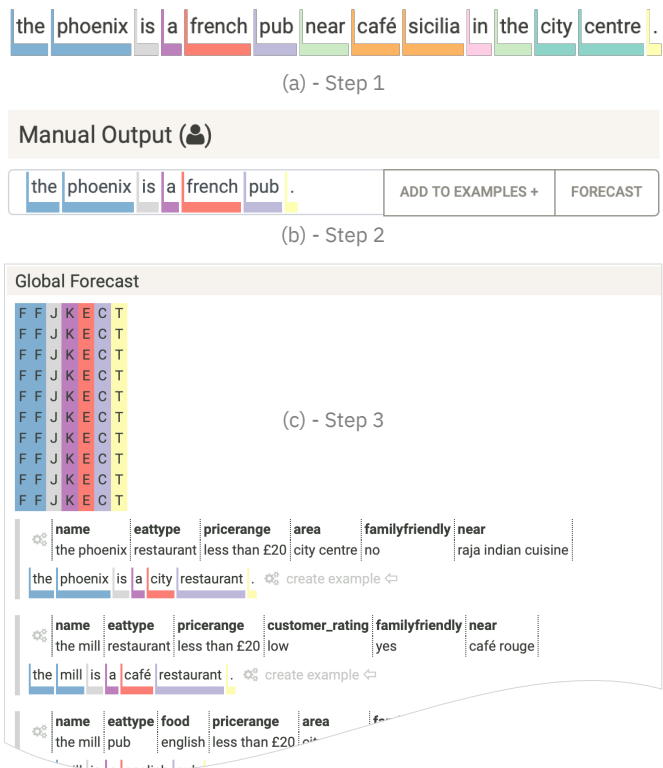 the phoenix is a french pub near café sicilia in the city centre .
(a) - Step 1
Manual Output ( )
the phoenix is a french pub . ADD TO EXAMPLES + FORECAST
(b) - Step 2
Global Forecast
F F J K E C T
F F J K E C T
F F J K E C T
F F J K E C T
F F J K E C T
F F J K E C T
(c) - Step 3
F F J K E C T
F F J K E C T
F F J K E C T
F F J K E C T
name eattype pricerange area familyfriendly near
the phoenix restaurant less than £20 city centre no raja indian cuisine
the phoenix is a city restaurant . create example ⇦
name eattype pricerange customer_rating familyfriendly near
the mill restaurant less than £20 low yes café rouge
the mill is a café restaurant . create example ⇦
name eattype food pricerange area
the mill pub english less than £20